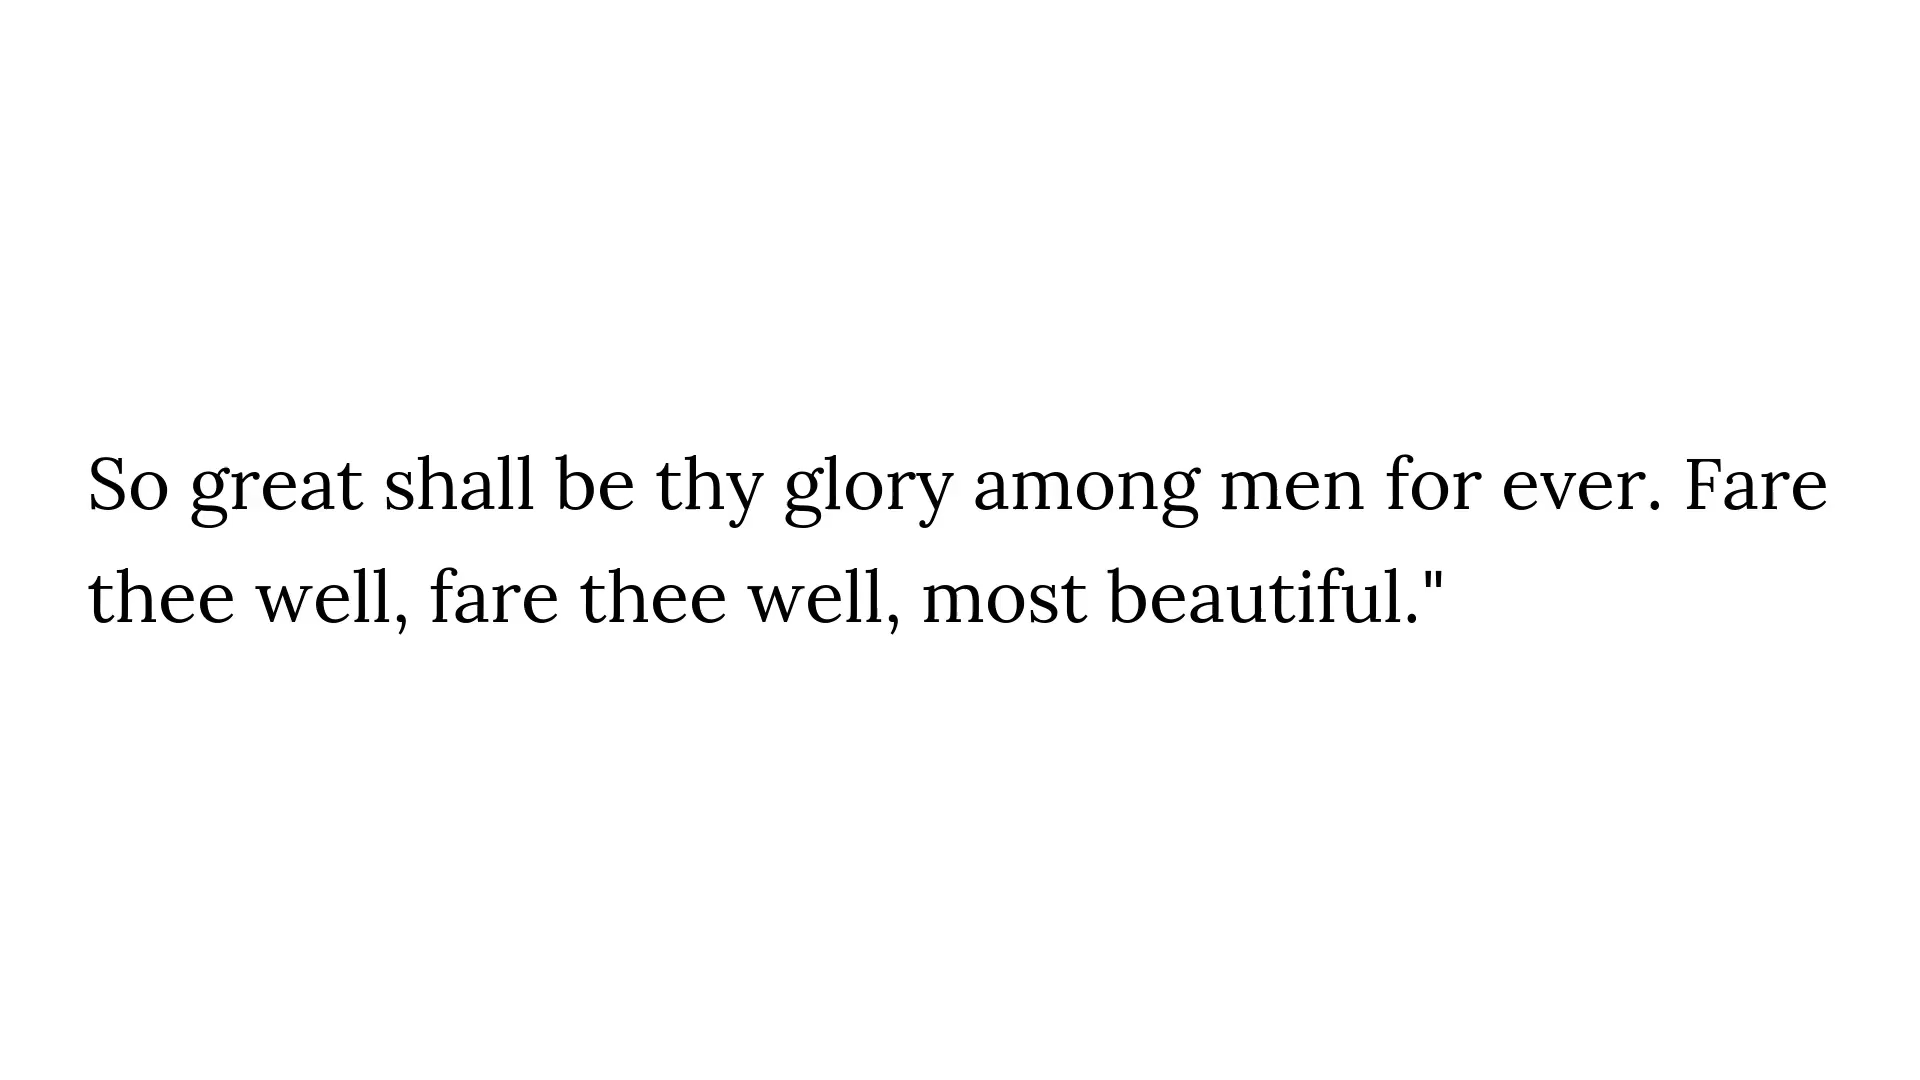 So great shall be thy glory among men for ever. Fare
thee well, fare thee well, most beautiful."